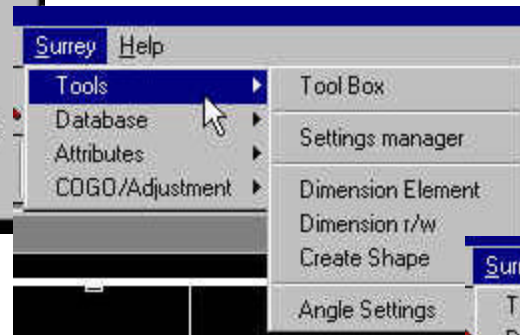 Surrey Help
Tools
Database
Attributes
COGO/Adjustment
Tool Box
Settings manager
Dimension Element
Dimension r/w
Create Shape
Angle Settings